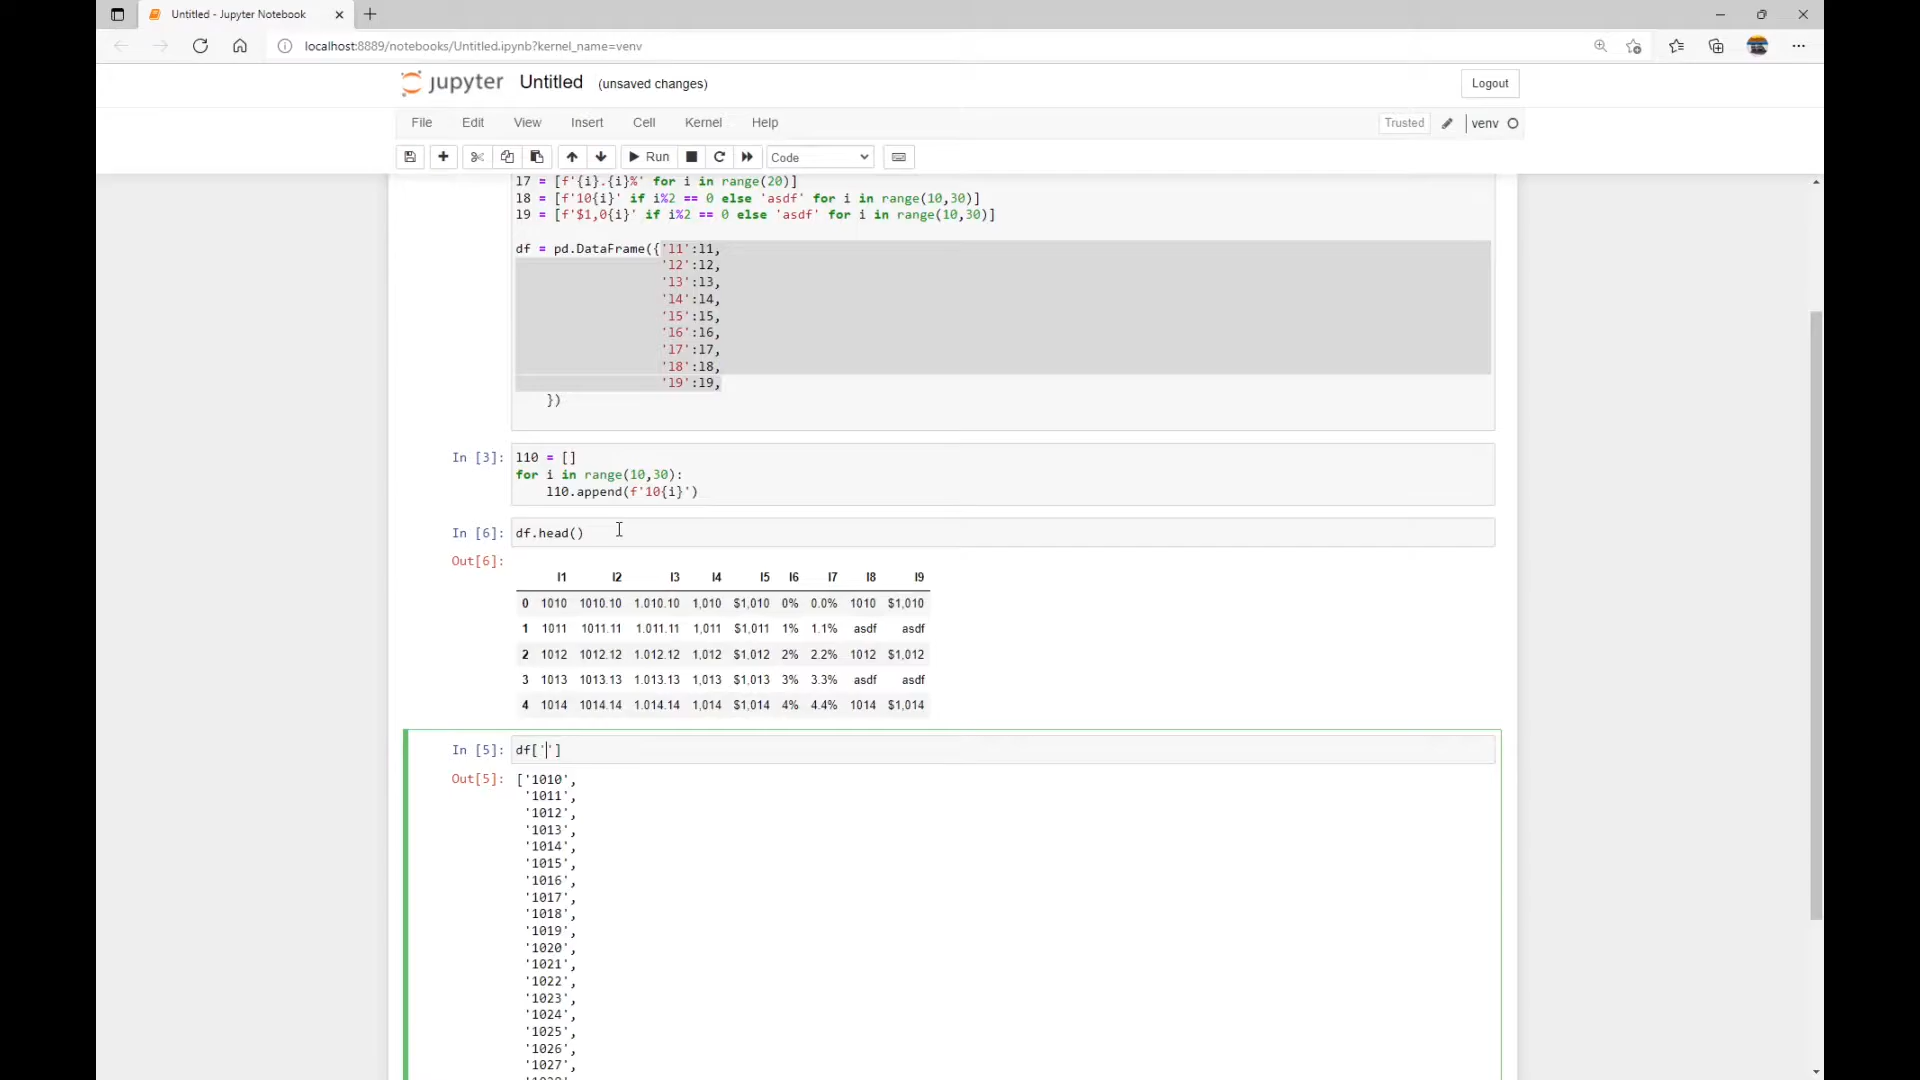 Untitled - Jupyter Notebook
localhost:8889/notebooks/Untitled.ipynb?kernel_name=venv
jupyter Untitled (unsaved changes)
Logout
File Edit View Insert Cell Kernel Help
Trusted venv
Run Code
l7 = [f'{i}.{i}%' for i in range(20)]
l8 = [f'10{i}' if i%2 == 0 else 'asdf' for i in range(10,30)]
l9 = [f'$1,0{i}' if i%2 == 0 else 'asdf' for i in range(10,30)]
df = pd.DataFrame({'l1':l1,
'l2':l2,
'l3':l3,
'l4':l4,
'l5':l5,
'l6':l6,
'l7':l7,
'l8':l8,
'l9':l9,
})
In [3]: l10 = []
for i in range(10,30):
l10.append(f'10{i}')
In [6]: df.head()
Out[6]:
l1 l2 l3 l4 l5 l6 l7 l8 l9
0 1010 1010.10 1.010.10 1,010 $1,010 0% 0.0% 1010 $1,010
1 1011 1011.11 1.011.11 1,011 $1,011 1% 1.1% asdf asdf
2 1012 1012.12 1.012.12 1,012 $1,012 2% 2.2% 1012 $1,012
3 1013 1013.13 1.013.13 1,013 $1,013 3% 3.3% asdf asdf
4 1014 1014.14 1.014.14 1,014 $1,014 4% 4.4% 1014 $1,014
In [5]: df['']
Out[5]: ['1010',
'1011',
'1012',
'1013',
'1014',
'1015',
'1016',
'1017',
'1018',
'1019',
'1020',
'1021',
'1022',
'1023',
'1024',
'1025',
'1026',
'1027',